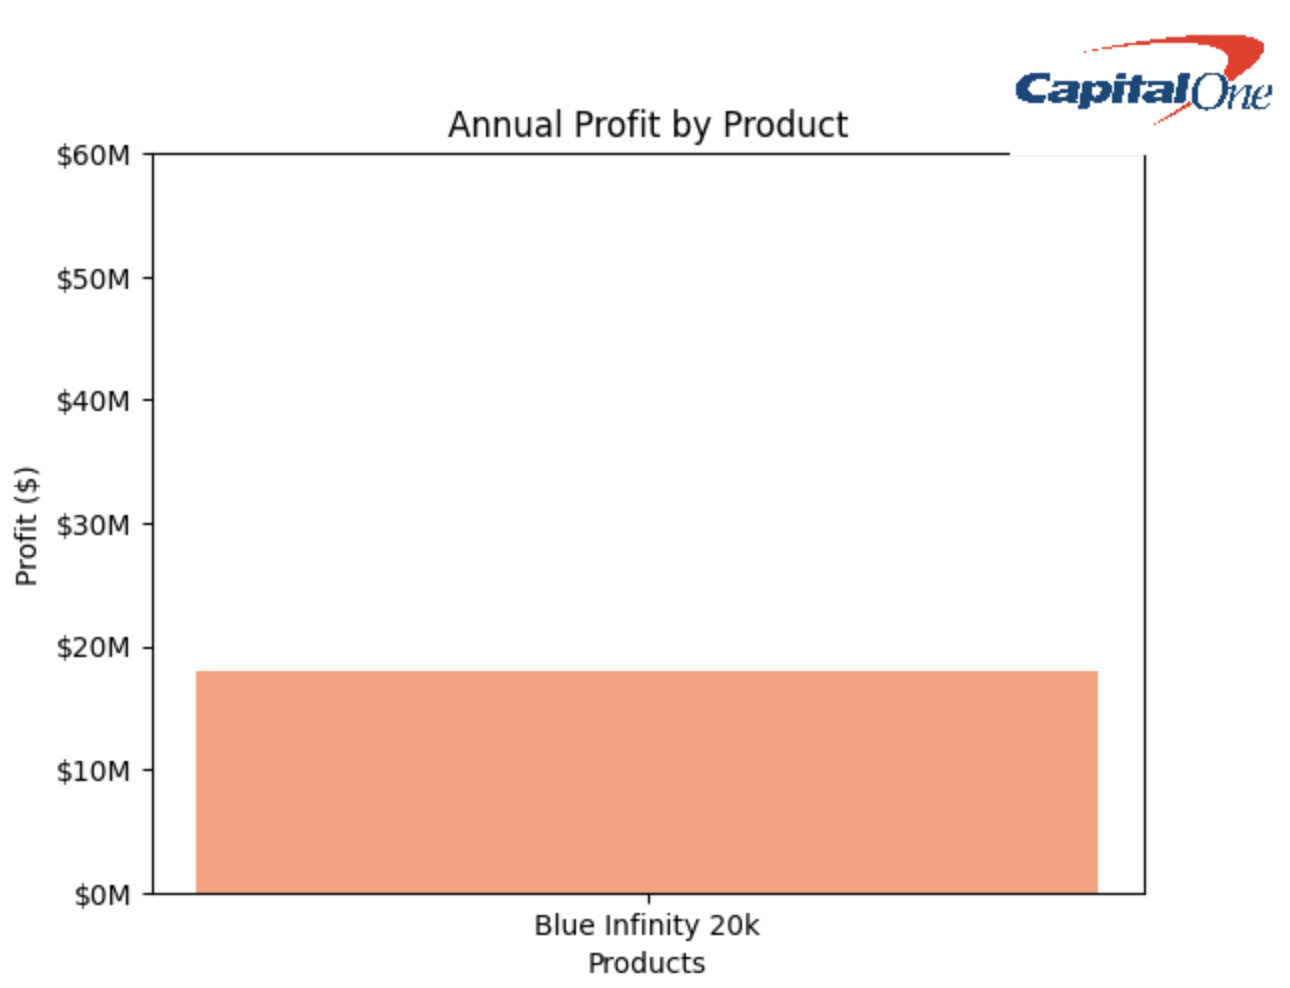 CapitalOne
Annual Profit by Product
$60M
$50M
$40M
$30M
$20M
$10M
$0M
Profit ($)
Blue Infinity 20k
Products